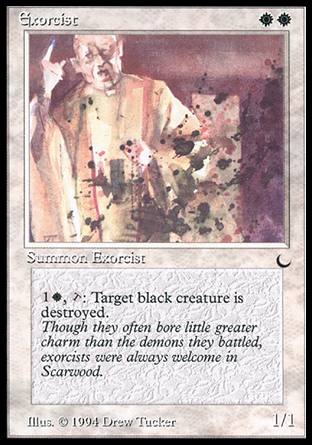 Exorcist
Summon Exorcist
1, : Target black creature is
destroyed.
Though they often bore little greater
charm than the demons they battled,
exorcists were always welcome in
Scarwood.
Illus. © 1994 Drew Tucker
1/1